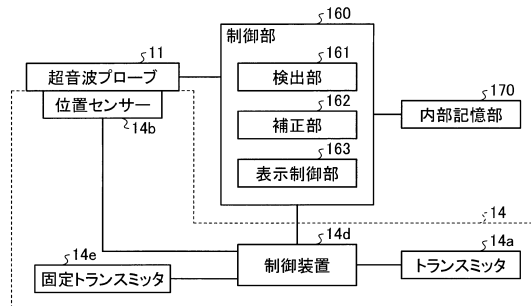 160
制御部
11
超音波プローブ
161
検出部
位置センサー
14b
162
補正部
170
内部記憶部
163
表示制御部
14
14d
制御装置
14e
固定トランスミッタ
14a
トランスミッタ